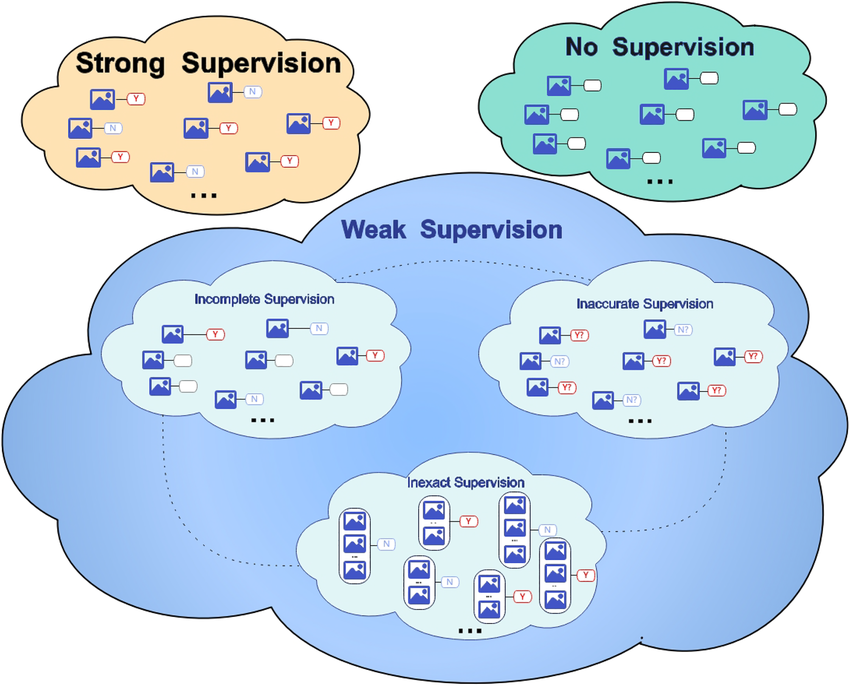 Strong Supervision
Y
N
N
Y
Y
Y
N
Y
...
No Supervision
...
Weak Supervision
Incomplete Supervision
Y
N
Y
N
...
Inaccurate Supervision
Y?
N?
N?
Y?
Y?
Y?
N?
Y?
...
Inexact Supervision
N
Y
N
N
Y
Y
...